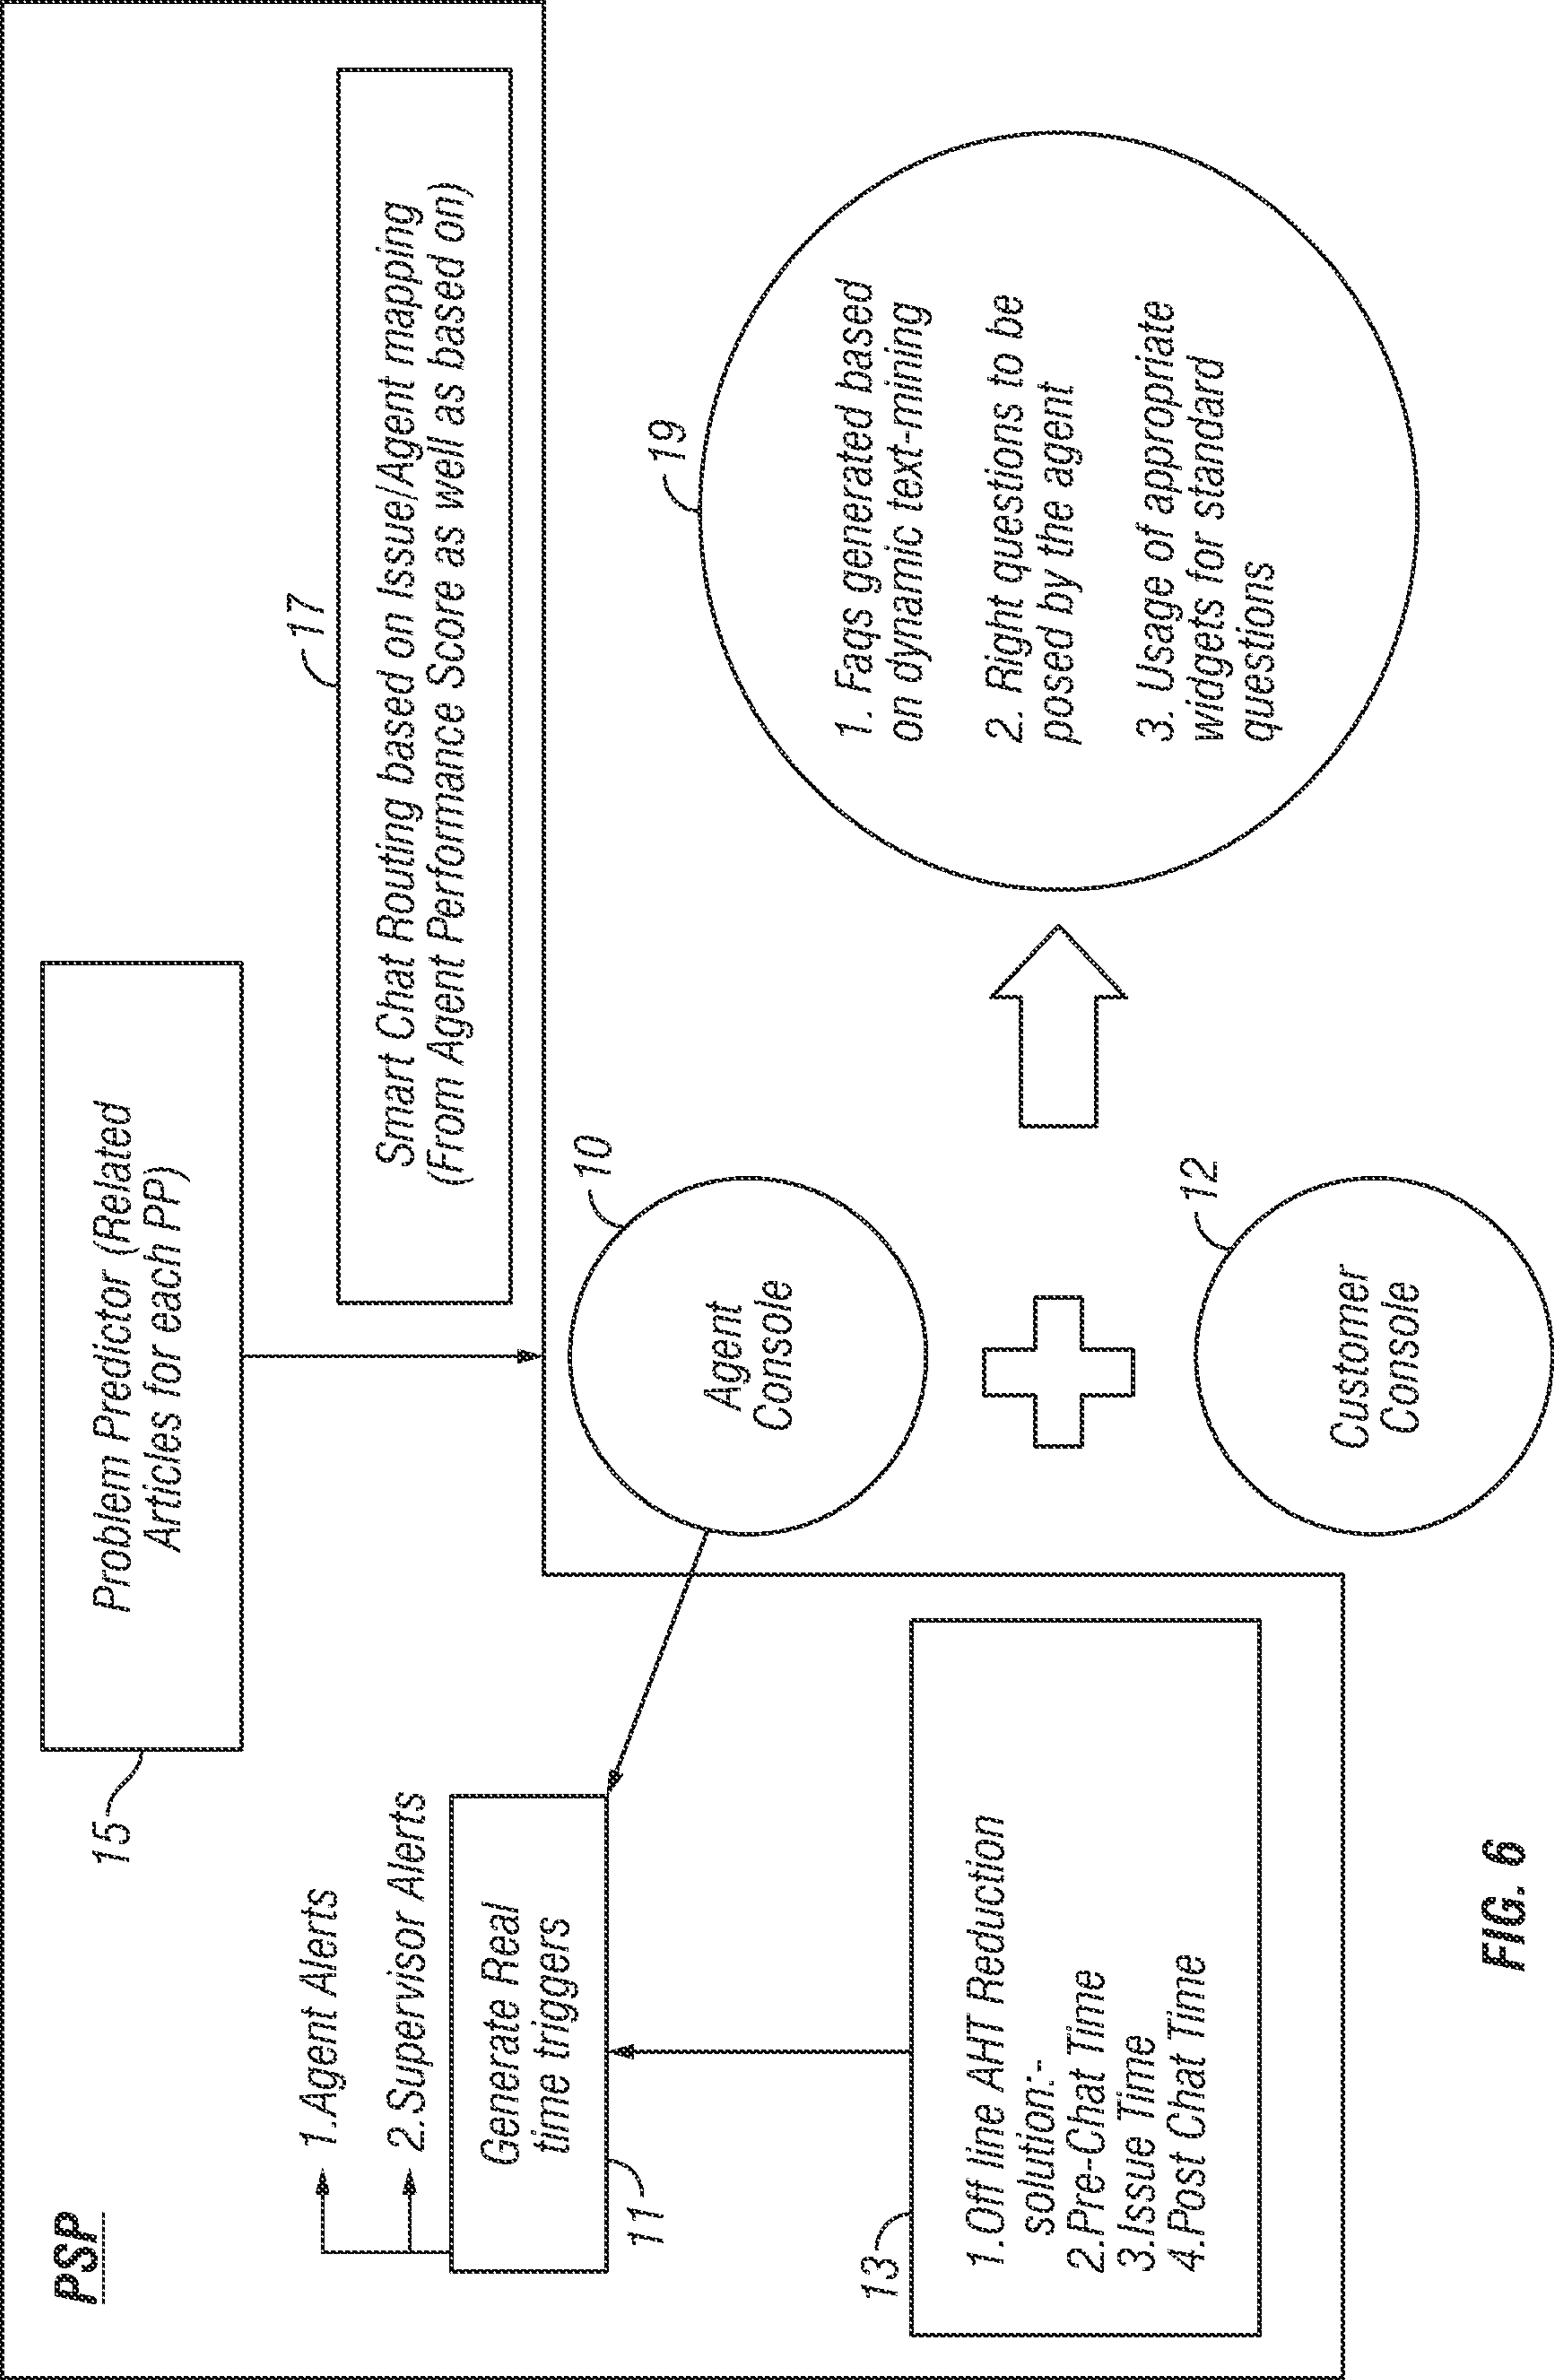 PSP
15
Problem Predictor (Related
Articles for each PP)
1.Agent Alerts
2.Supervisor Alerts
Generate Real
time triggers
11
17
Smart Chat Routing based on Issue/Agent mapping
(From Agent Performance Score as well as based on)
13
1.Off line AHT Reduction
solution:-
2.Pre-Chat Time
3.Issue Time
4.Post Chat Time
10
Agent
Console
12
Customer
Console
19
1. Faqs generated based
on dynamic text-mining
2. Right questions to be
posed by the agent
3. Usage of appropriate
widgets for standard
questions
FIG. 6